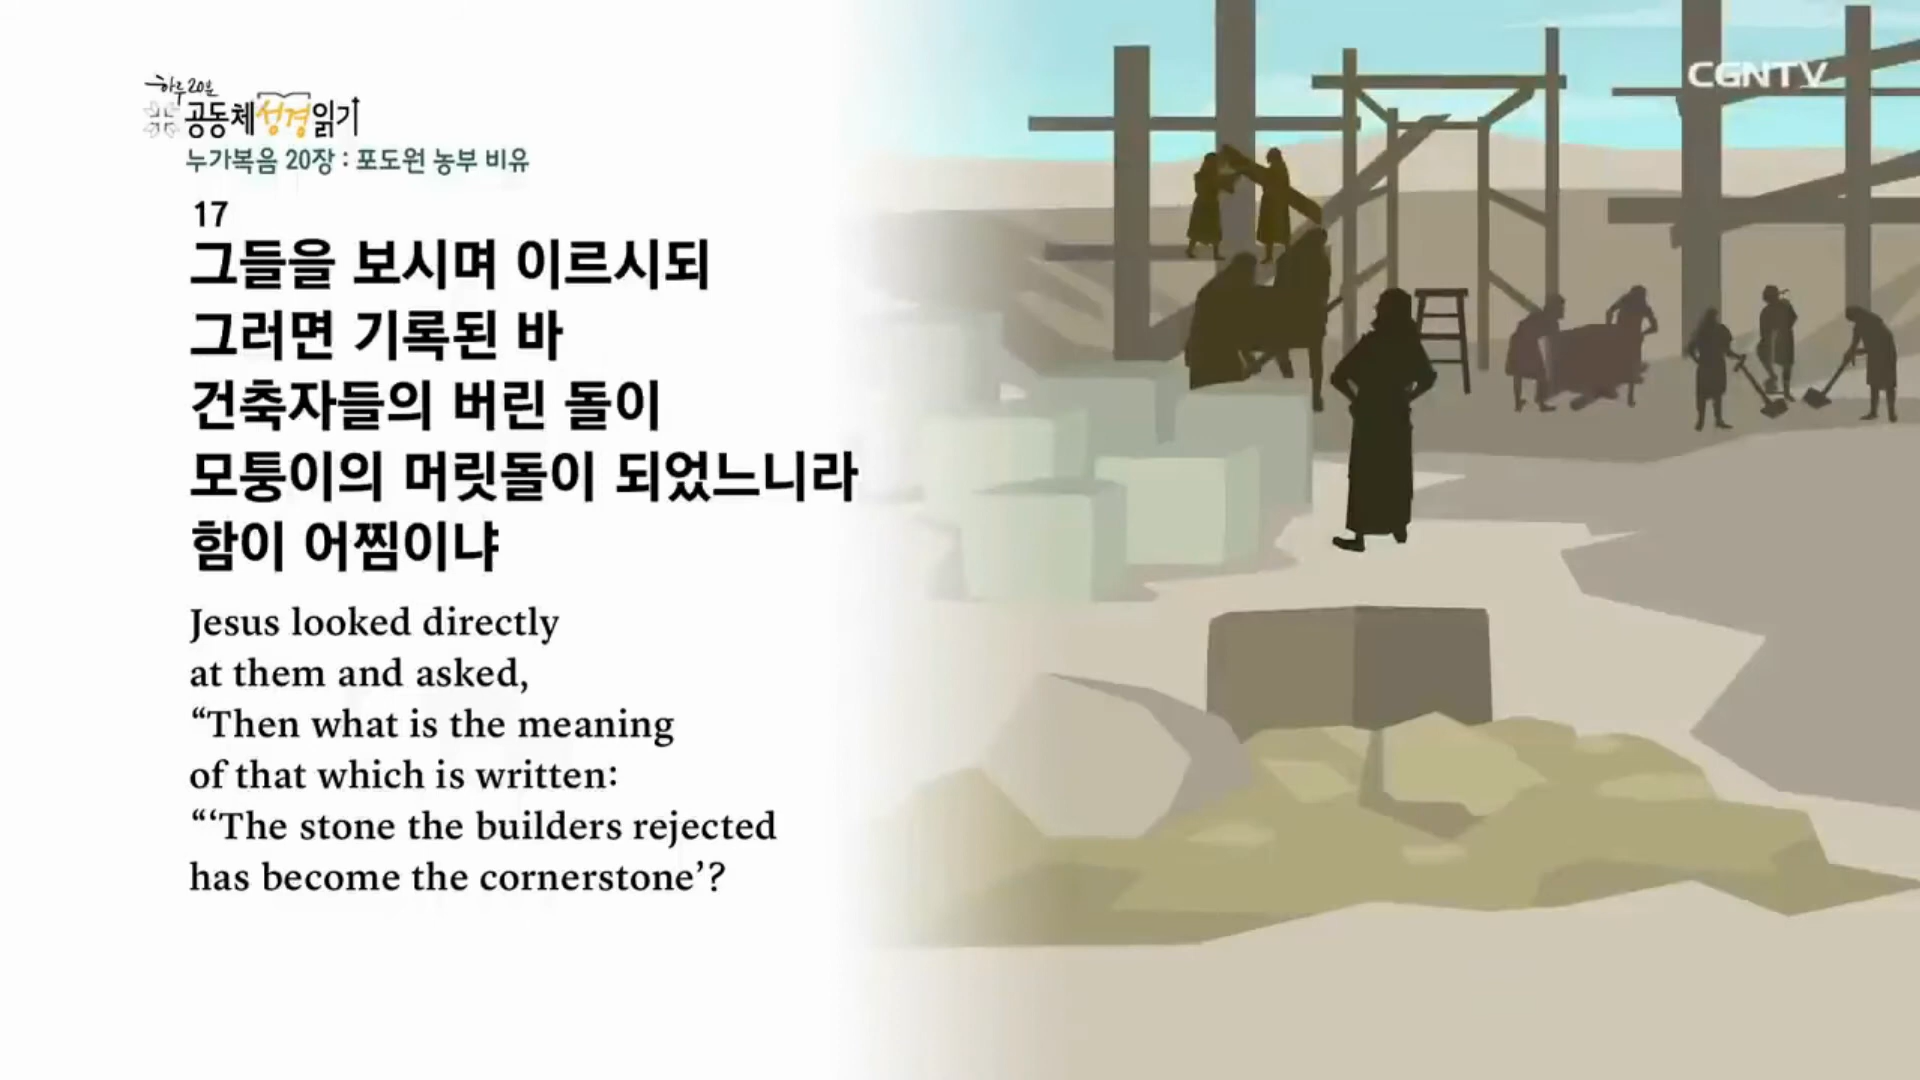 하루 20분
공동체성경읽기
CGNTV
누가복음 20장 : 포도원 농부 비유
17
그들을 보시며 이르시되
그러면 기록된 바
건축자들의 버린 돌이
모퉁이의 머릿돌이 되었느니라
함이 어찜이냐
Jesus looked directly
at them and asked,
“Then what is the meaning
of that which is written:
“‘The stone the builders rejected
has become the cornerstone’?